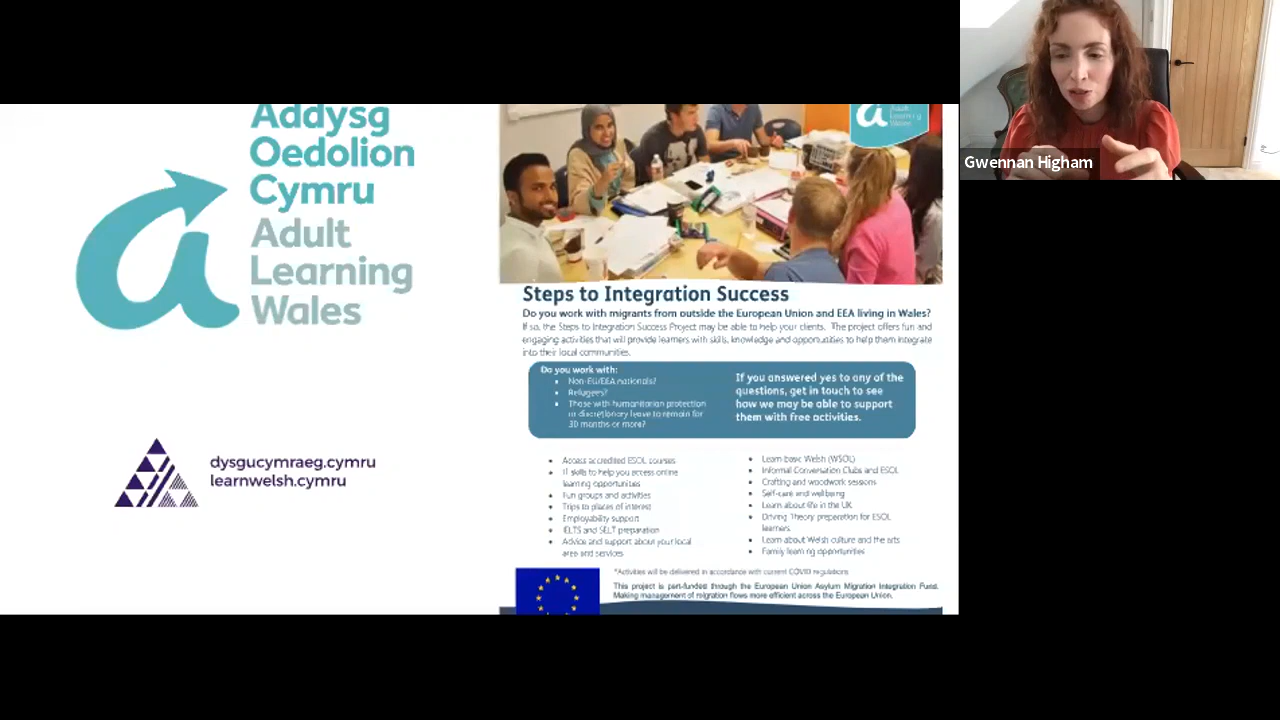 Addysg
Oedolion
Cymru
Adult
Learning
Wales
dysgucymraeg.cymru
learnwelsh.cymru
Adult
Learning
Wales
Steps to Integration Success
Do you work with migrants from outside the European Union and EEA living in Wales?
If so, the Steps to Integration Success Project may be able to help your clients. The project offers fun and
engaging activities that will provide learners with skills, knowledge and opportunities to help them integrate
into their local communities.
Do you work with:
• Non-EU/EEA nationals?
• Refugees?
• Those with humanitarian protection
or discretionary leave to remain for
30 months or more?
If you answered yes to any of the
questions, get in touch to see
how we may be able to support
them with free activities.
• Access accredited ESOL courses
• IT skills to help you access online
learning opportunities
• Fun groups and activities
• Trips to places of interest
• Employability support
• IELTS and SELT preparation
• Advice and support about your local
area and services
• Learn basic Welsh (WSOL)
• Informal Conversation Clubs and ESOL
• Crafting and woodwork sessions
• Self-care and wellbeing
• Learn about life in the UK
• Driving Theory preparation for ESOL
learners
• Learn about Welsh culture and the arts
• Family learning opportunities
*Activities will be delivered in accordance with current COVID regulations
This project is part-funded through the European Union Asylum Migration Integration Fund.
Making management of migration flows more efficient across the European Union.
Gwennan Higham